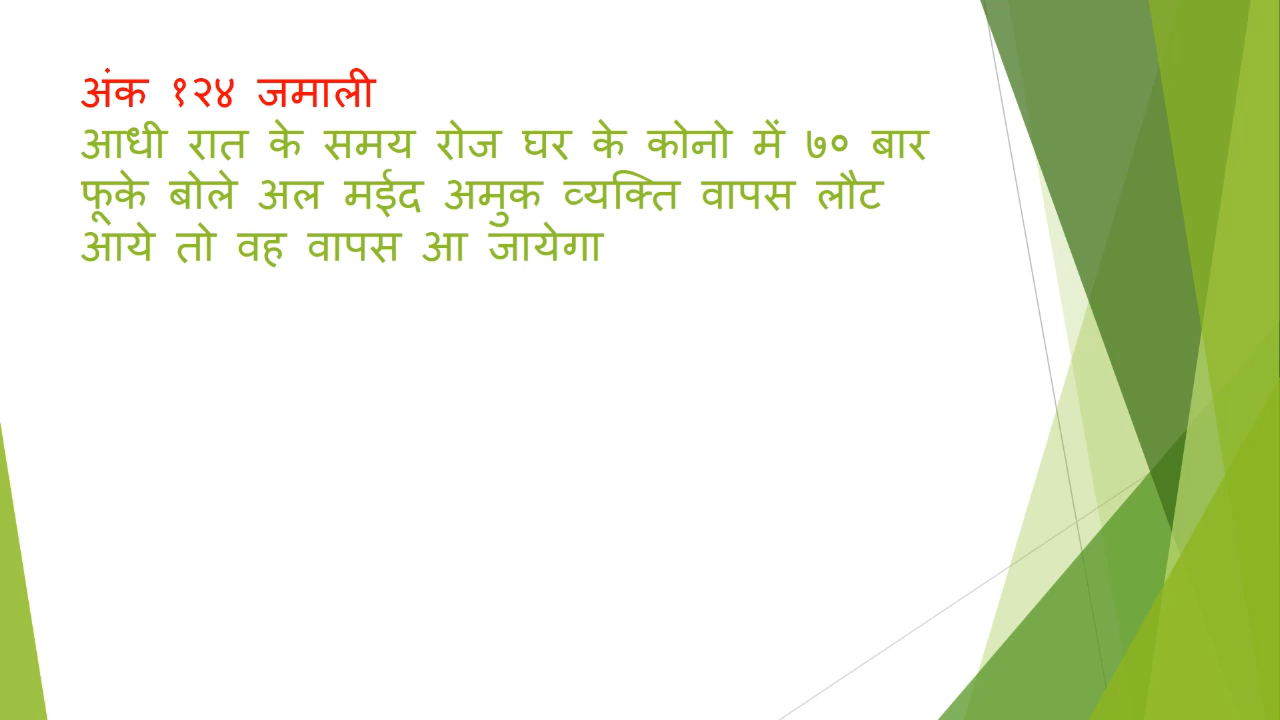 अंक १२४ जमाली
आधी रात के समय रोज घर के कोनो में ७० बार
फूके बोले अल मईद अमुक व्यक्ति वापस लौट
आये तो वह वापस आ जायेगा